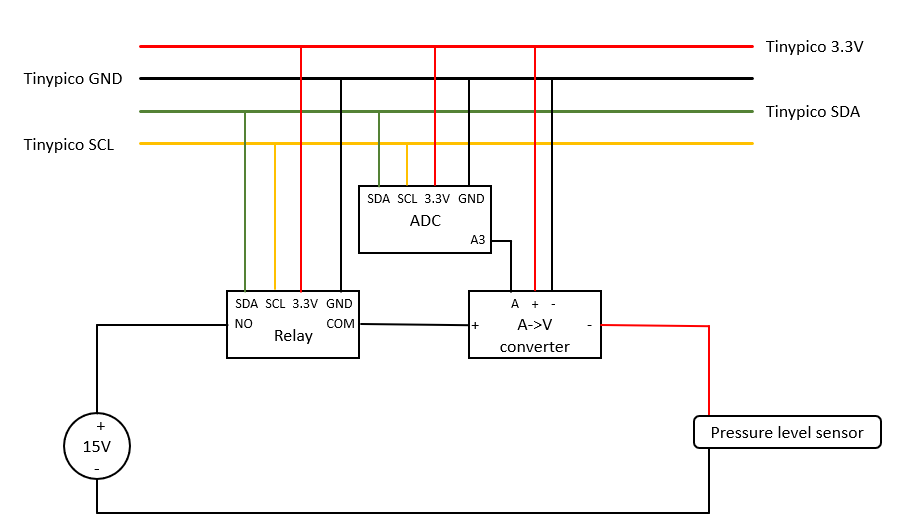 Tinypico 3.3V
Tinypico GND
Tinypico SDA
Tinypico SCL
SDA SCL 3.3V GND
ADC
A3
SDA SCL 3.3V GND
NO COM
Relay
A + -
+ A->V -
converter
+
15V
-
Pressure level sensor